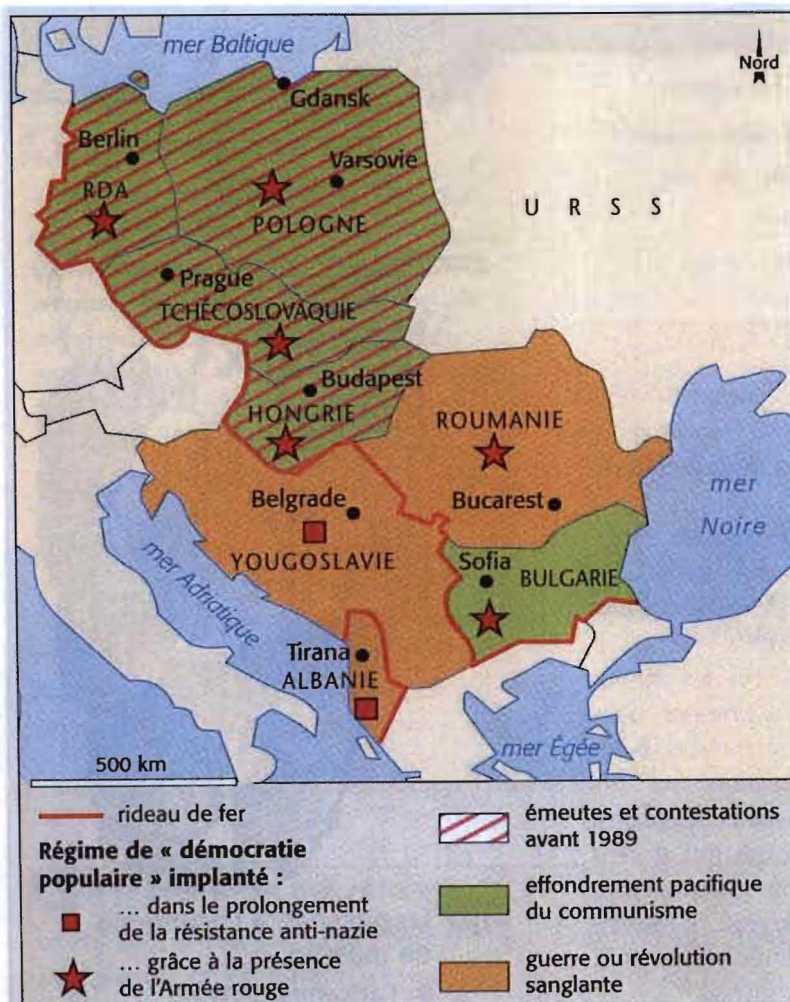 mer Baltique
Nord
Gdansk
Berlin
Varsovie
RDA
POLOGNE
U R S S
Prague
TCHÉCOSLOVAQUIE
Budapest
HONGRIE
ROUMANIE
mer
Noire
Belgrade
Bucarest
YOUGOSLAVIE
Sofia
BULGARIE
mer Adriatique
Tirana
ALBANIE
mer Égée
500 km
rideau de fer
Régime de « démocratie
populaire » implanté :
... dans le prolongement
de la résistance anti-nazie
... grâce à la présence
de l'Armée rouge
émeutes et contestations
avant 1989
effondrement pacifique
du communisme
guerre ou révolution
sanglante